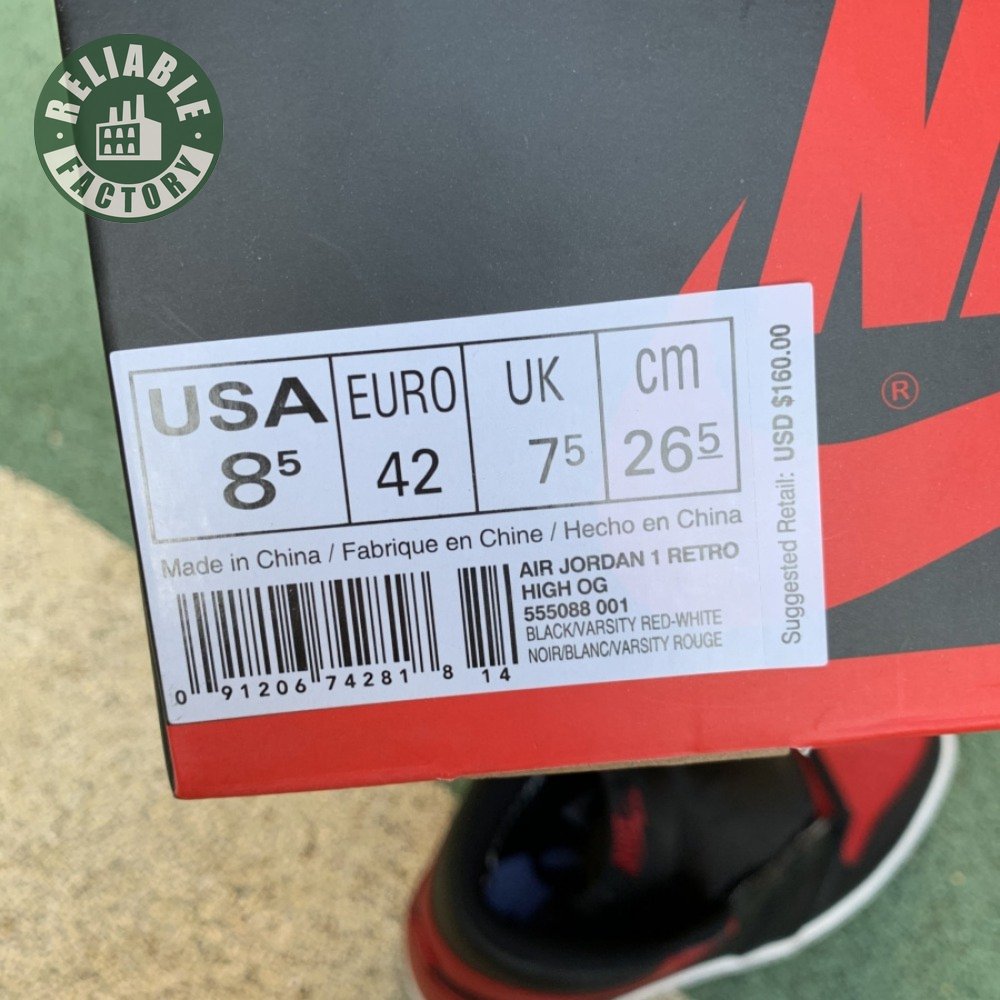 RELIABLE
FACTORY
®
USA EURO UK cm
8⁵ 42 7⁵ 26⁵
Made in China / Fabrique en Chine / Hecho en China
AIR JORDAN 1 RETRO
HIGH OG
555088 001
BLACK/VARSITY RED-WHITE
NOIR/BLANC/VARSITY ROUGE
0 91206 74281 8 14
Suggested Retail: USD $160.00